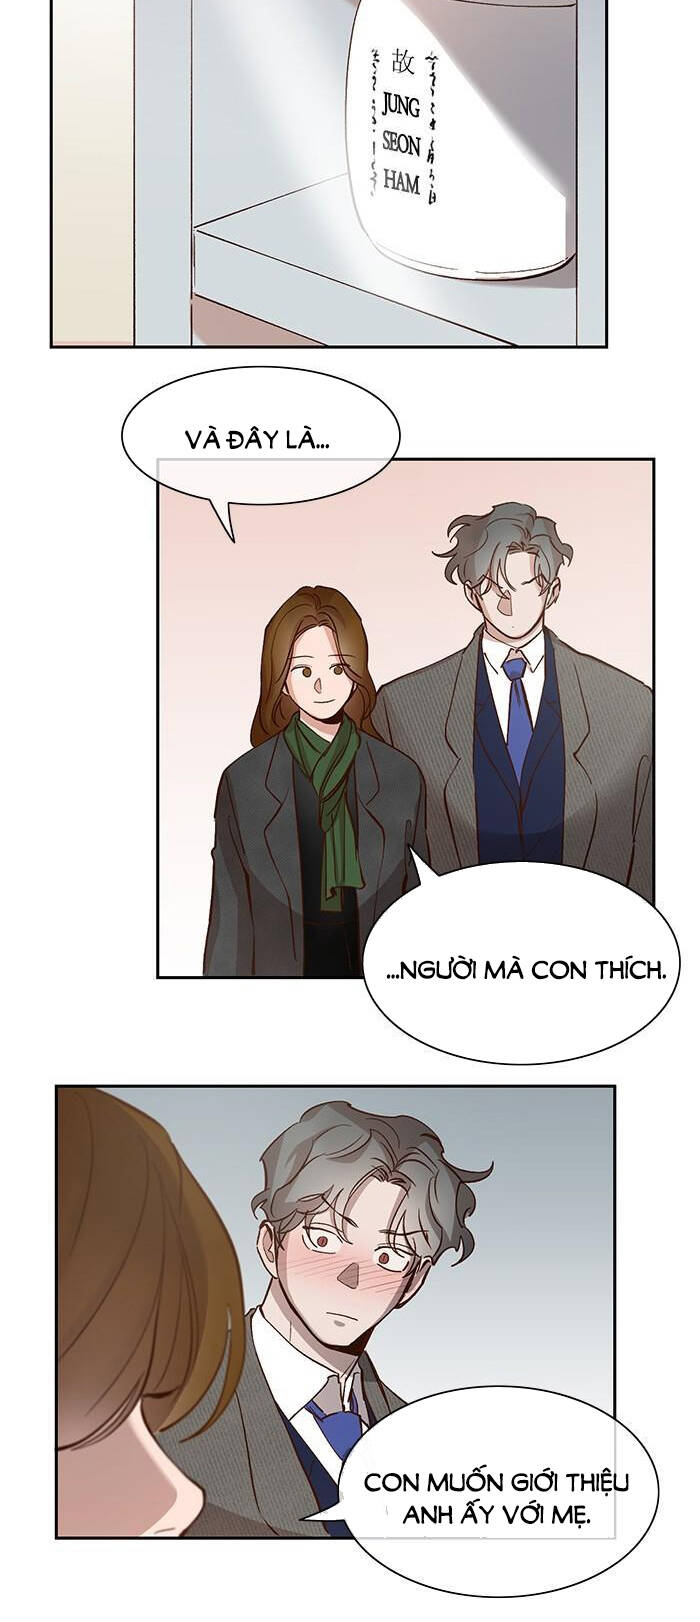 故
JUNG
SEON
HAM
VÀ ĐÂY LÀ...
...NGƯỜI MÀ CON THÍCH.
CON MUỐN GIỚI THIỆU
ANH ẤY VỚI MẸ.